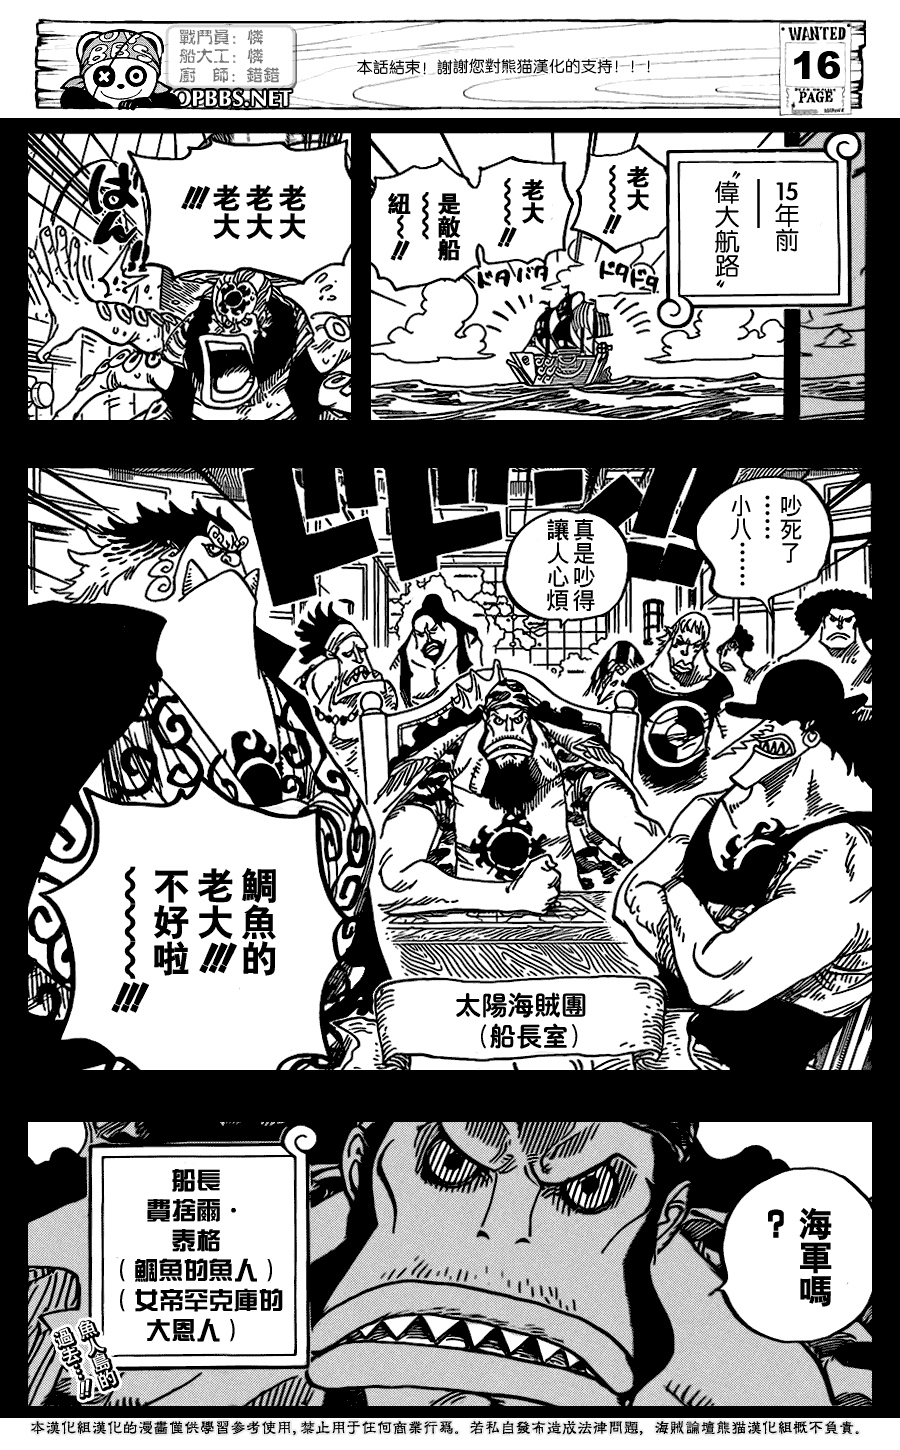 戰鬥員：憐
船大工：憐
廚　師：錯錯
OPBBS.NET
本話結束！謝謝您對熊猫漢化的支持！！！
WANTED
16
PAGE
15年前
“偉大航路”
老大
～～!!
老大
～～!!
是敵船
～～～
紐～!!
ドタバタ
ドタドタ
老大
老大
老大
!!!
ばん!!
吵死了
……
小八……
真是吵得
讓人心煩
ドドーン!!
鯛魚的
老大!!!
不好啦
～～～～!!!
太陽海賊團
（船長室）
海軍嗎
?
船長
費捨爾·
泰格
（鯛魚的魚人）
（女帝罕克庫的
大恩人）
魚人島的
過去…!!
本漢化組漢化的漫畫僅供學習參考使用，禁止用于任何商業行爲。若私自發布造成法律問題，海賊論壇熊猫漢化組概不負責。